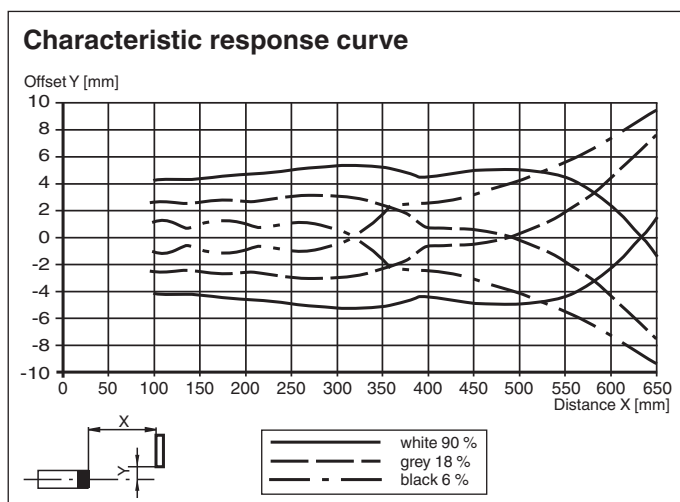 Characteristic response curve
Offset Y [mm]
10
8
6
4
2
0
-2
-4
-6
-8
-10
0 50 100 150 200 250 300 350 400 450 500 550 600 650
Distance X [mm]
X
Y
white 90 %
grey 18 %
black 6 %